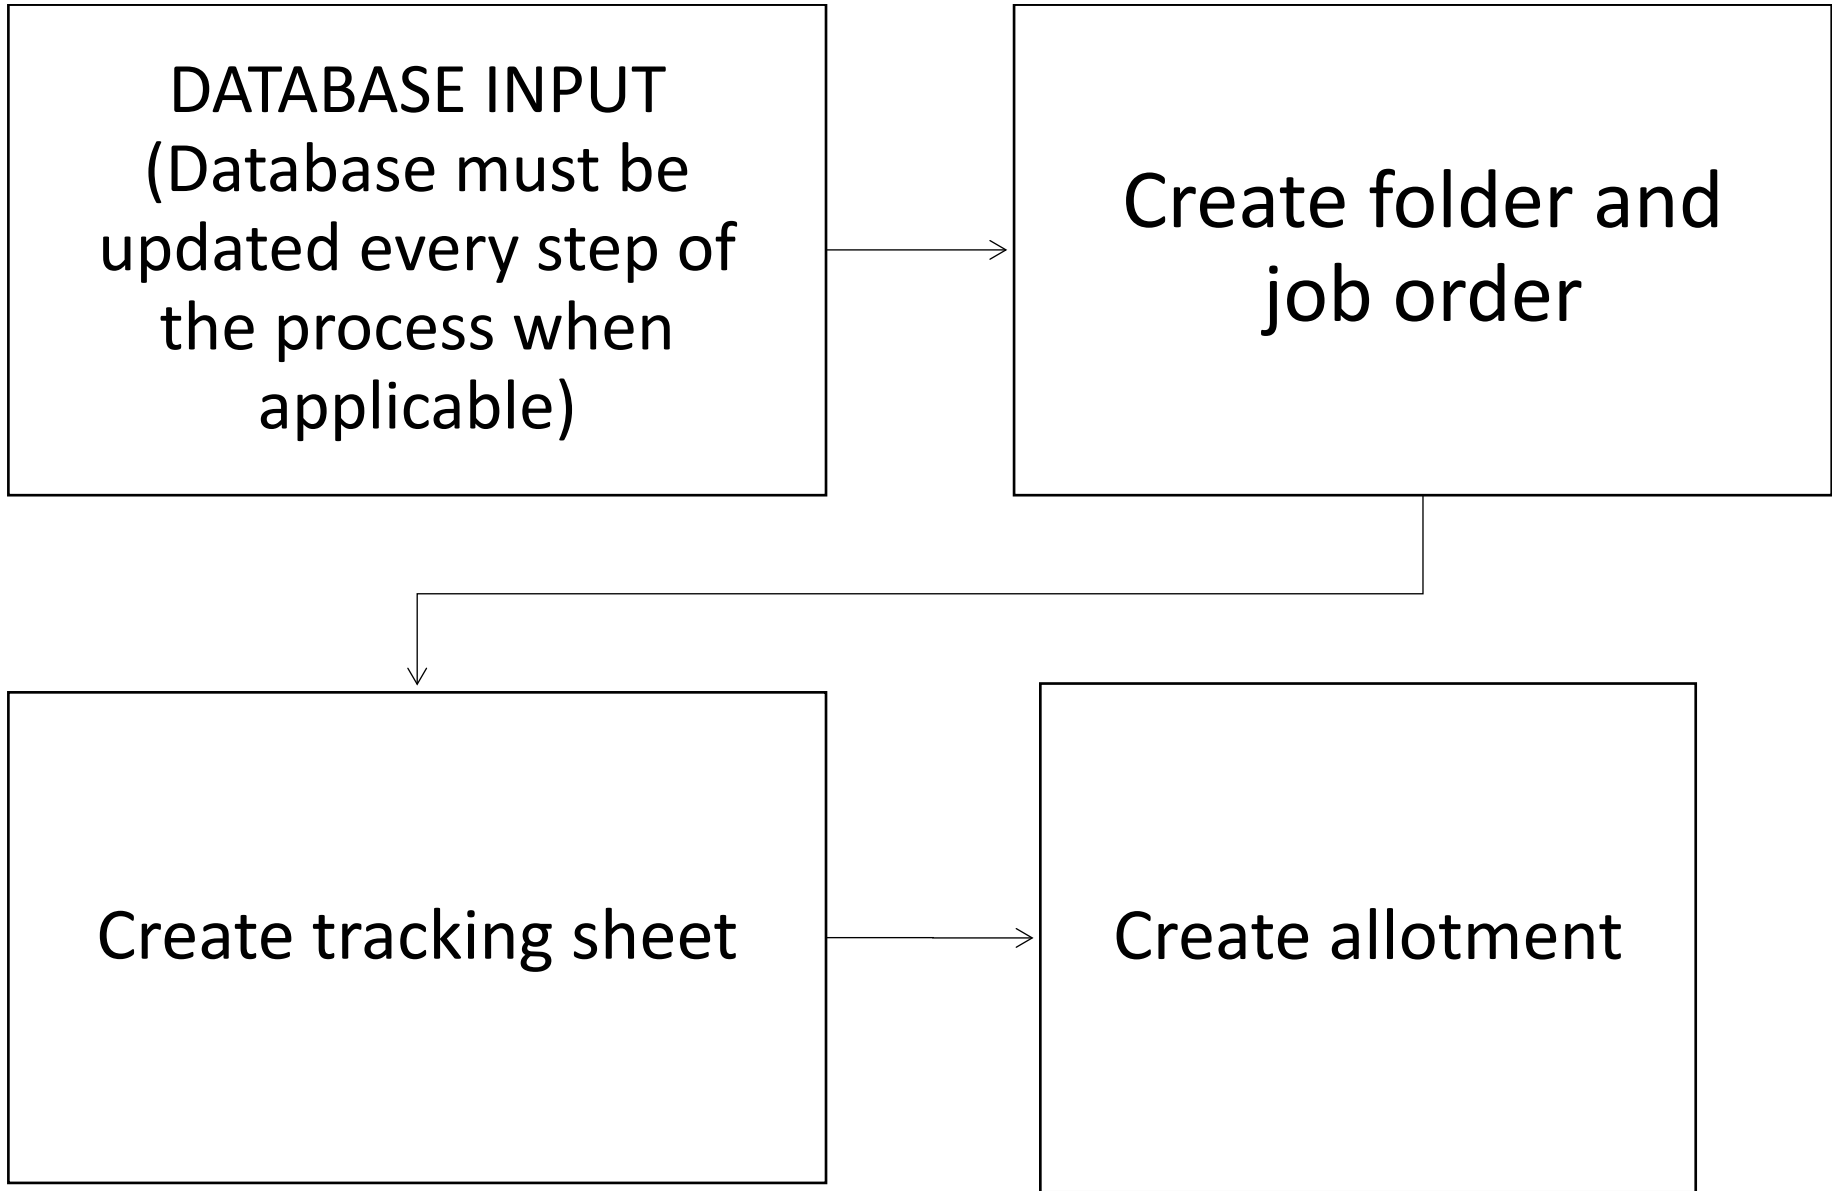 DATABASE INPUT
(Database must be
updated every step of
the process when
applicable)
Create folder and
job order
Create tracking sheet
Create allotment